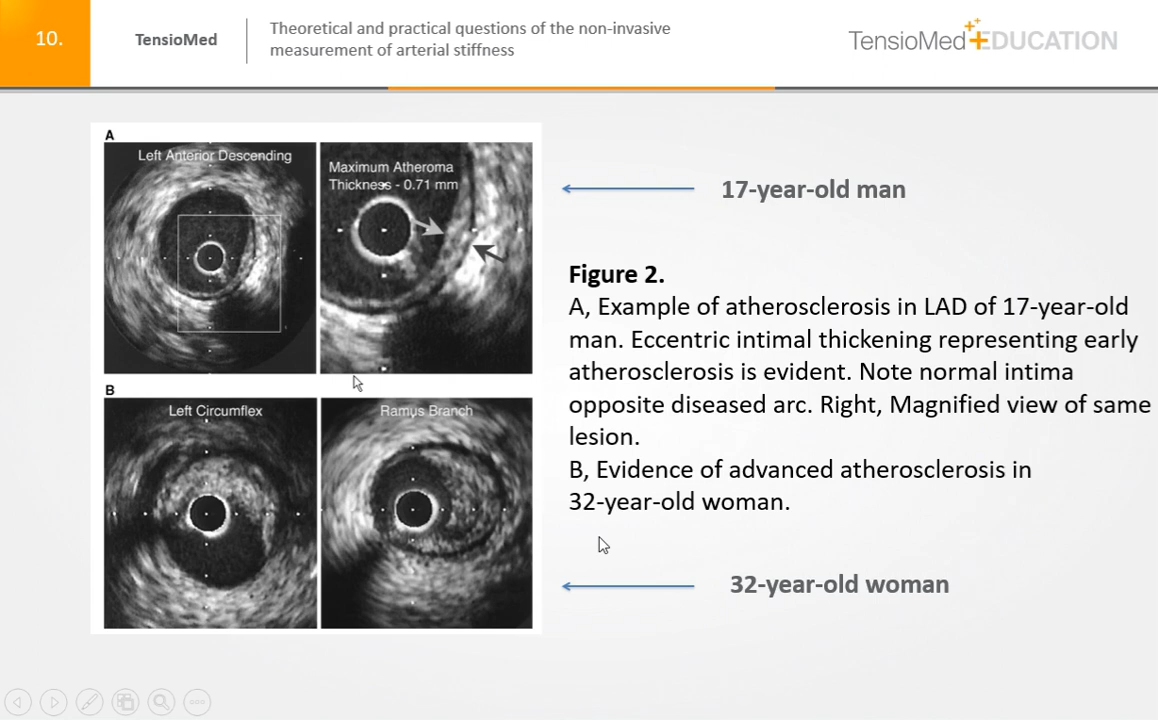 10.
TensioMed
Theoretical and practical questions of the non-invasive
measurement of arterial stiffness
TensioMed EDUCATION
A
Left Anterior Descending
Maximum Atheroma
Thickness - 0.71 mm
17-year-old man
Figure 2.
A, Example of atherosclerosis in LAD of 17-year-old
man. Eccentric intimal thickening representing early
atherosclerosis is evident. Note normal intima
opposite diseased arc. Right, Magnified view of same
lesion.
B, Evidence of advanced atherosclerosis in
32-year-old woman.
B
Left Circumflex
Ramus Branch
32-year-old woman